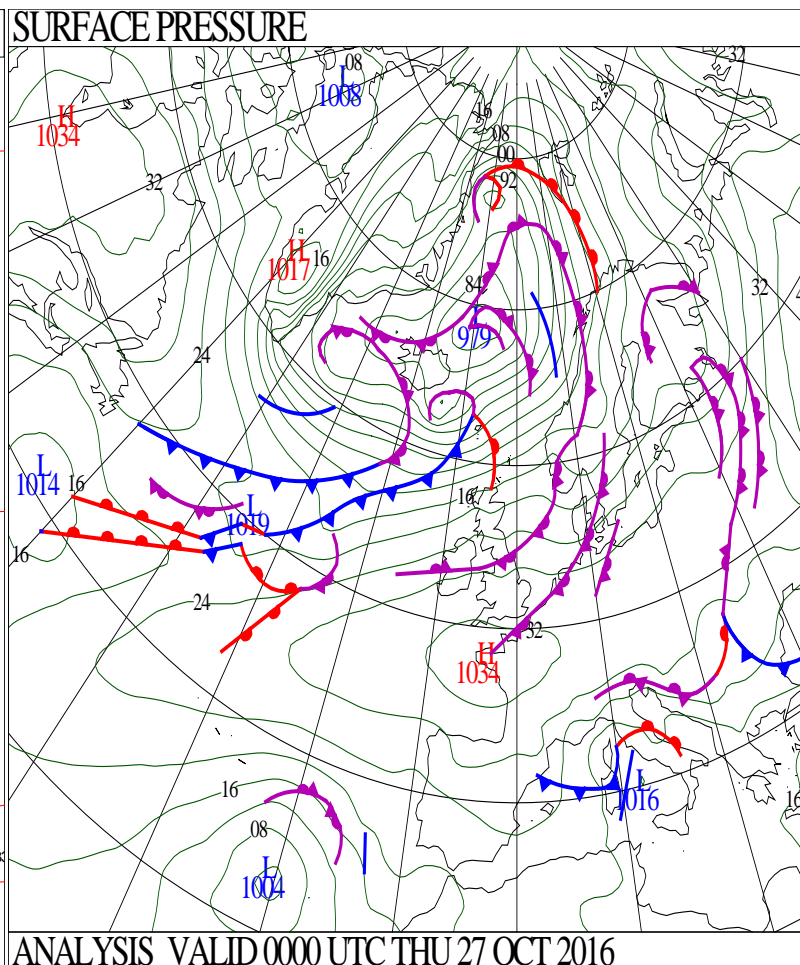 SURFACE PRESSURE
32
08
L
1008
H
1034
16
08
00
32
92
H
1017
16
84
32
L
979
24
L
1014
16
16
L
1019
16
24
32
H
1034
16
L
1016
16
08
L
1004
ANALYSIS VALID 0000 UTC THU 27 OCT 2016